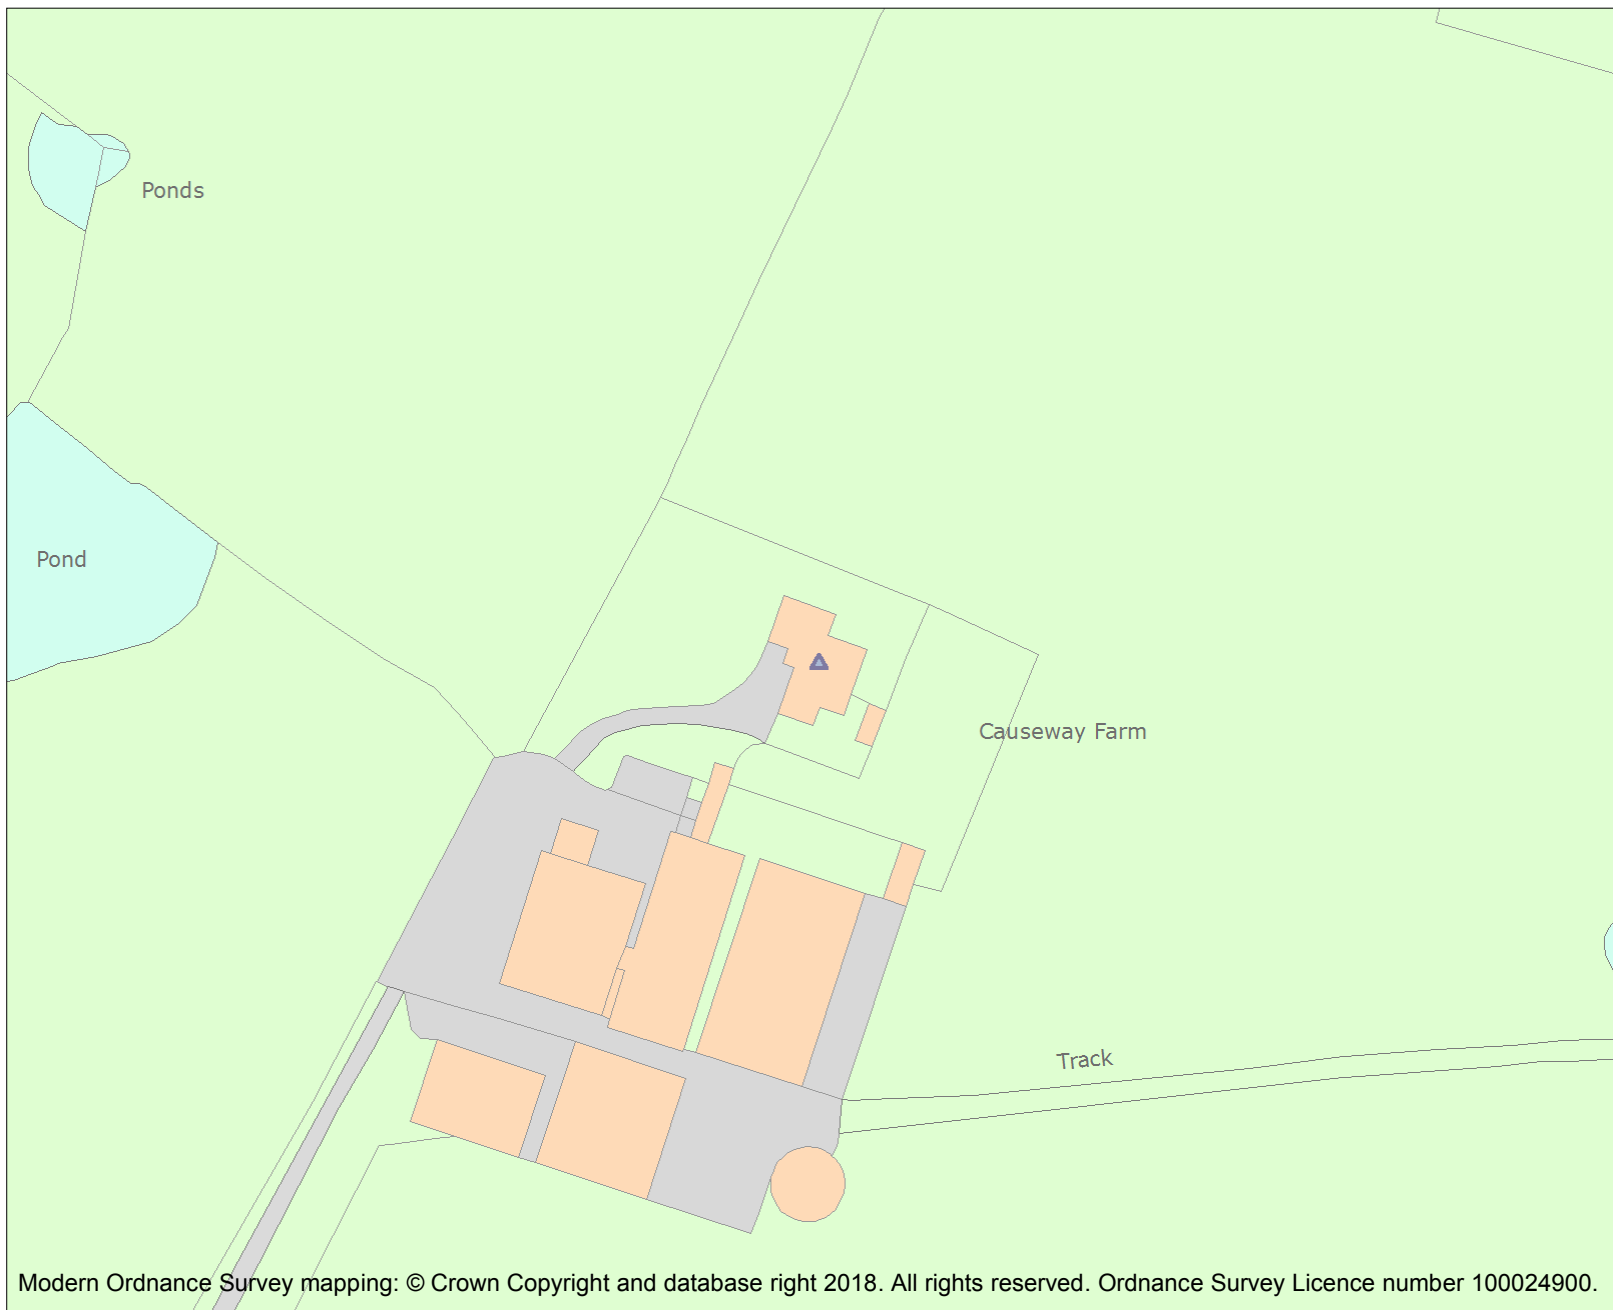 Ponds
Pond
Causeway Farm
Track
Modern Ordnance Survey mapping: © Crown Copyright and database right 2018. All rights reserved. Ordnance Survey Licence number 100024900.